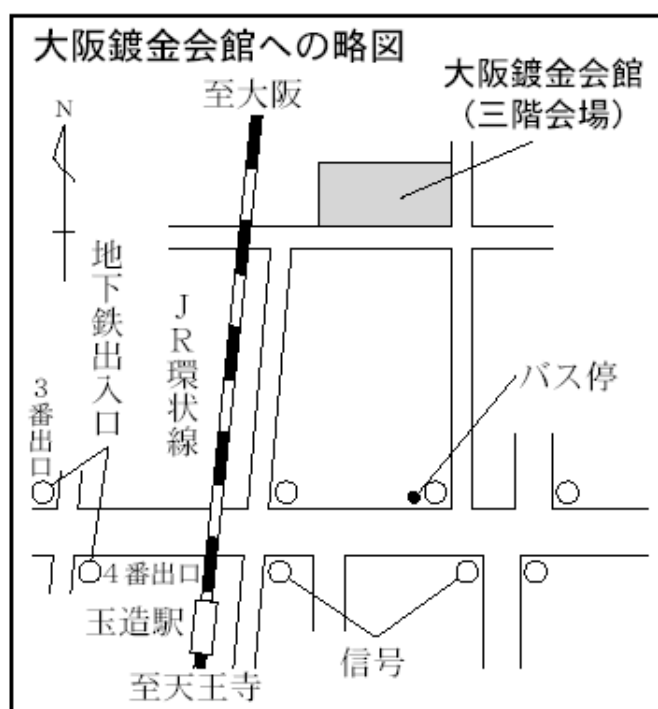 大阪鍍金会館への略図
至大阪
大阪鍍金会館
（三階会場）
N
地下鉄出入口
JR環状線
3番出口
バス停
4番出口
玉造駅
信号
至天王寺